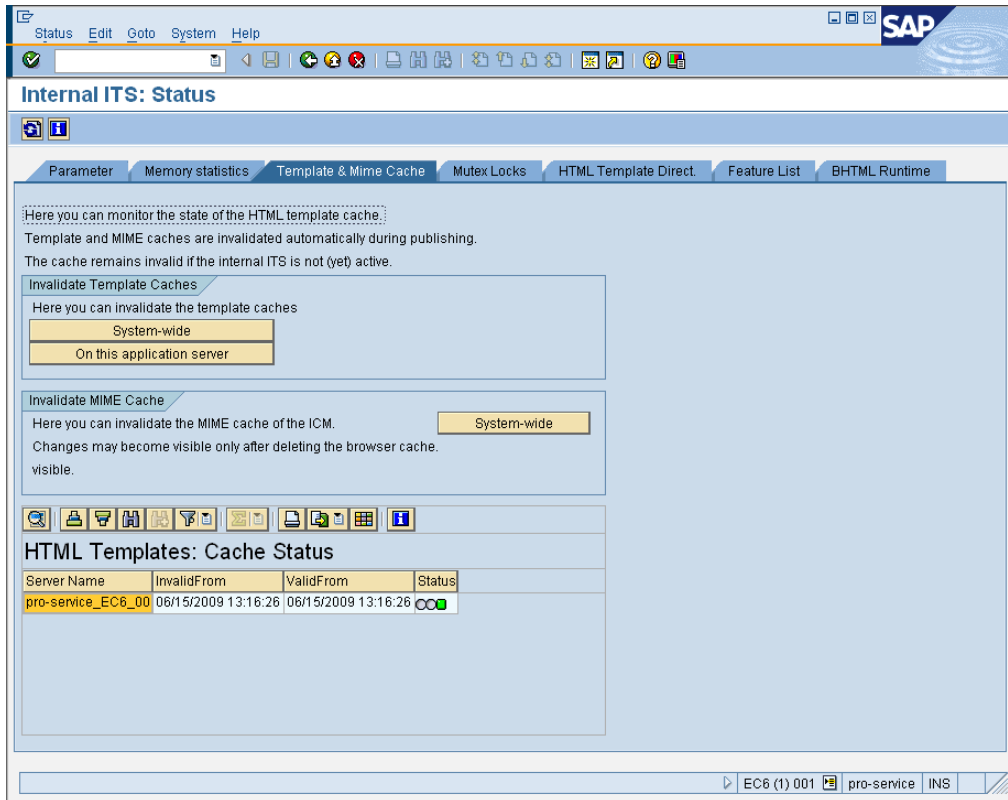 Status Edit Goto System Help
SAP
Internal ITS: Status
Parameter Memory statistics Template & Mime Cache Mutex Locks HTML Template Direct. Feature List BHTML Runtime
Here you can monitor the state of the HTML template cache.
Template and MIME caches are invalidated automatically during publishing.
The cache remains invalid if the internal ITS is not (yet) active.
Invalidate Template Caches
Here you can invalidate the template caches
System-wide
On this application server
Invalidate MIME Cache
Here you can invalidate the MIME cache of the ICM. System-wide
Changes may become visible only after deleting the browser cache.
visible.
HTML Templates: Cache Status
Server Name InvalidFrom ValidFrom Status
pro-service_EC6_00 06/15/2009 13:16:26 06/15/2009 13:16:26
EC6 (1) 001 pro-service INS